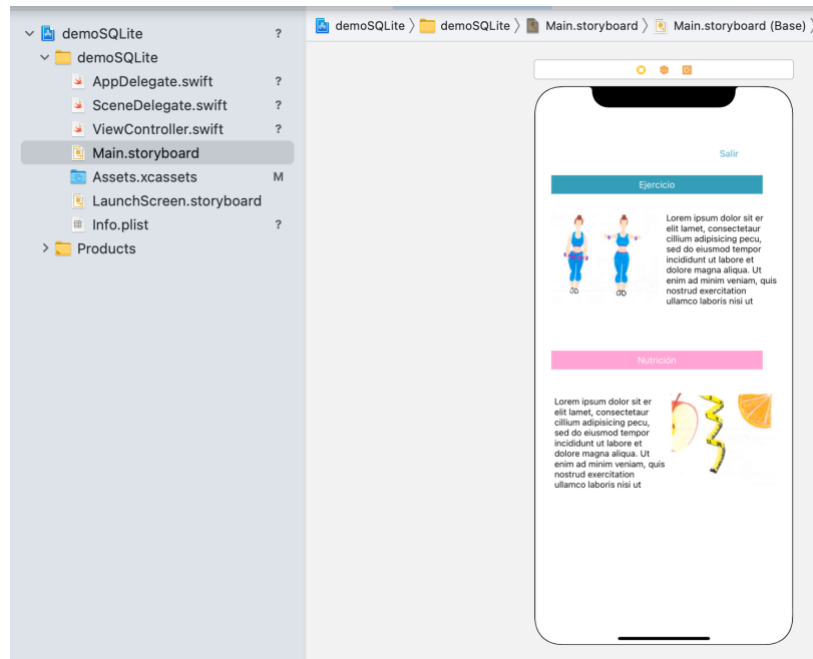 demoSQLite ?
demoSQLite
AppDelegate.swift ?
SceneDelegate.swift ?
ViewController.swift ?
Main.storyboard
Assets.xcassets M
LaunchScreen.storyboard
Info.plist ?
Products
demoSQLite 〉 demoSQLite 〉 Main.storyboard 〉 Main.storyboard (Base) 〉
Salir
Ejercicio
Lorem ipsum dolor sit er
elit lamet, consectetaur
cillium adipisicing pecu,
sed do eiusmod tempor
incididunt ut labore et
dolore magna aliqua. Ut
enim ad minim veniam, quis
nostrud exercitation
ullamco laboris nisi ut
Nutrición
Lorem ipsum dolor sit er
elit lamet, consectetaur
cillium adipisicing pecu,
sed do eiusmod tempor
incididunt ut labore et
dolore magna aliqua. Ut
enim ad minim veniam, quis
nostrud exercitation
ullamco laboris nisi ut